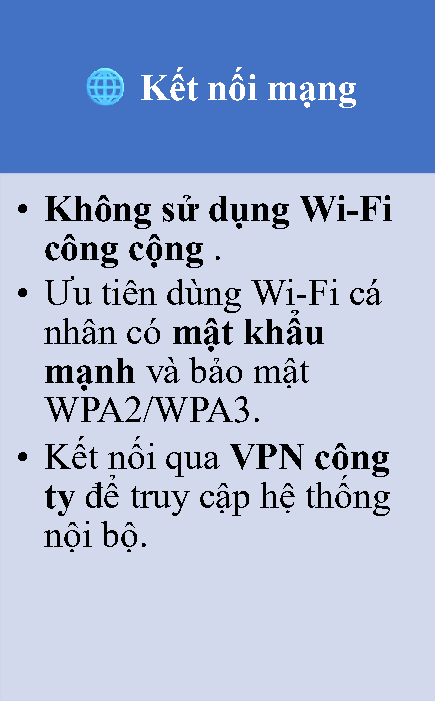 🌐 Kết nối mạng
• Không sử dụng Wi-Fi
công cộng .
• Ưu tiên dùng Wi-Fi cá
nhân có mật khẩu
mạnh và bảo mật
WPA2/WPA3.
• Kết nối qua VPN công
ty để truy cập hệ thống
nội bộ.